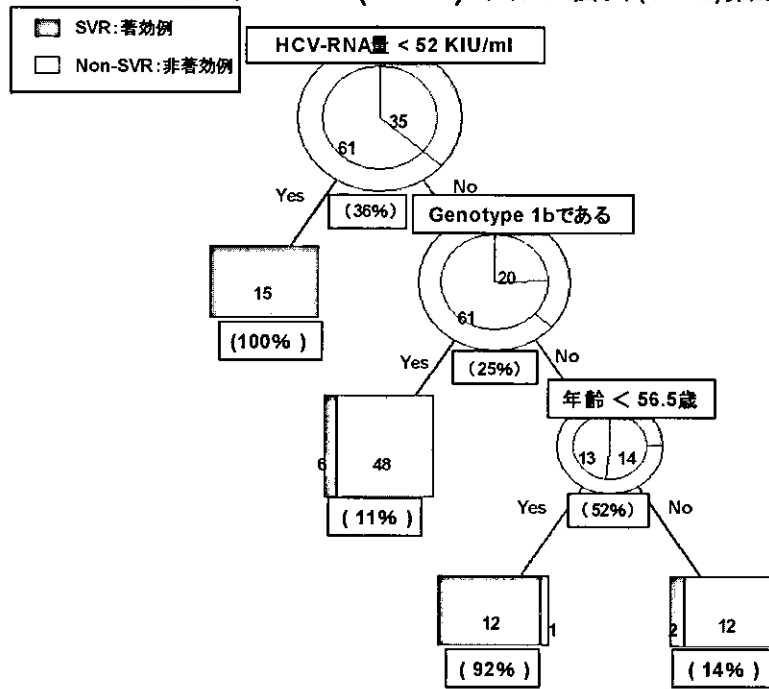 SVR:著効例
Non-SVR:非著効例
HCV-RNA量 < 52 KIU/ml
35
61
Yes
No
(36%)
Genotype 1bである
15
(100% )
20
61
Yes
No
(25%)
年齢 < 56.5歳
6
48
( 11% )
13
14
Yes
(52%)
No
12
1
( 92% )
2
12
( 14% )